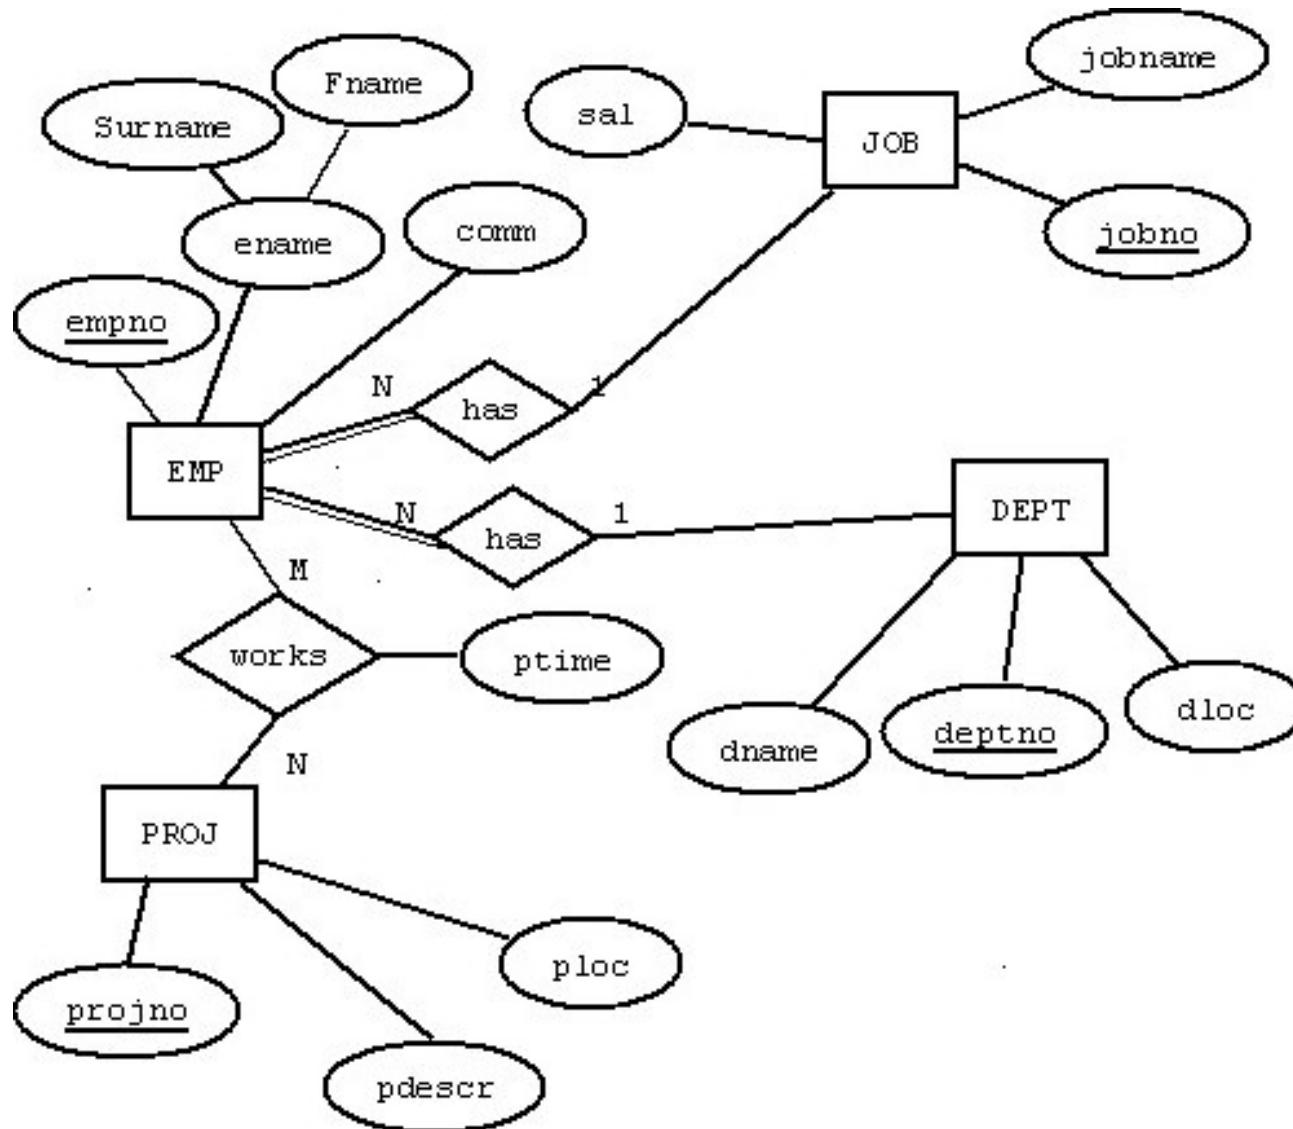 jobname
Fname
sal
Surname
JOB
jobno
comm
ename
empno
N
1
has
EMP
N
1
has
DEPT
M
works
ptime
dname
deptno
dloc
N
PROJ
ploc
projno
pdescr